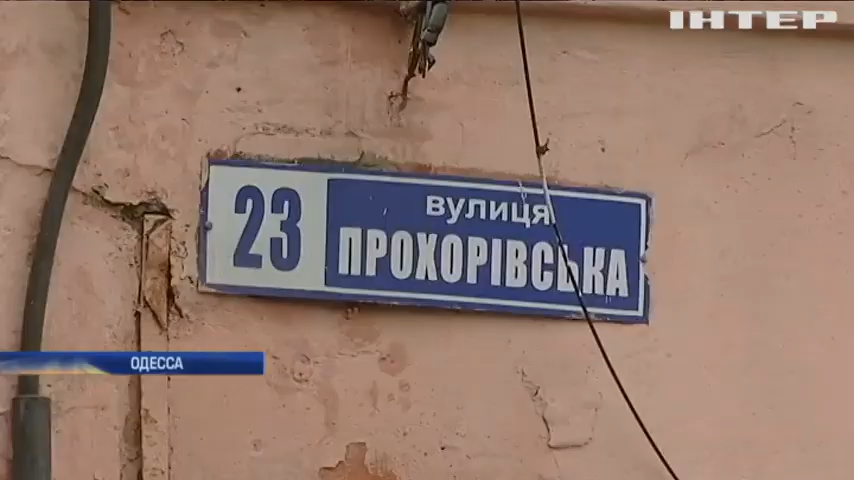 ІНТЕР
23
вулиця
ПРОХОРІВСЬКА
ОДЕССА